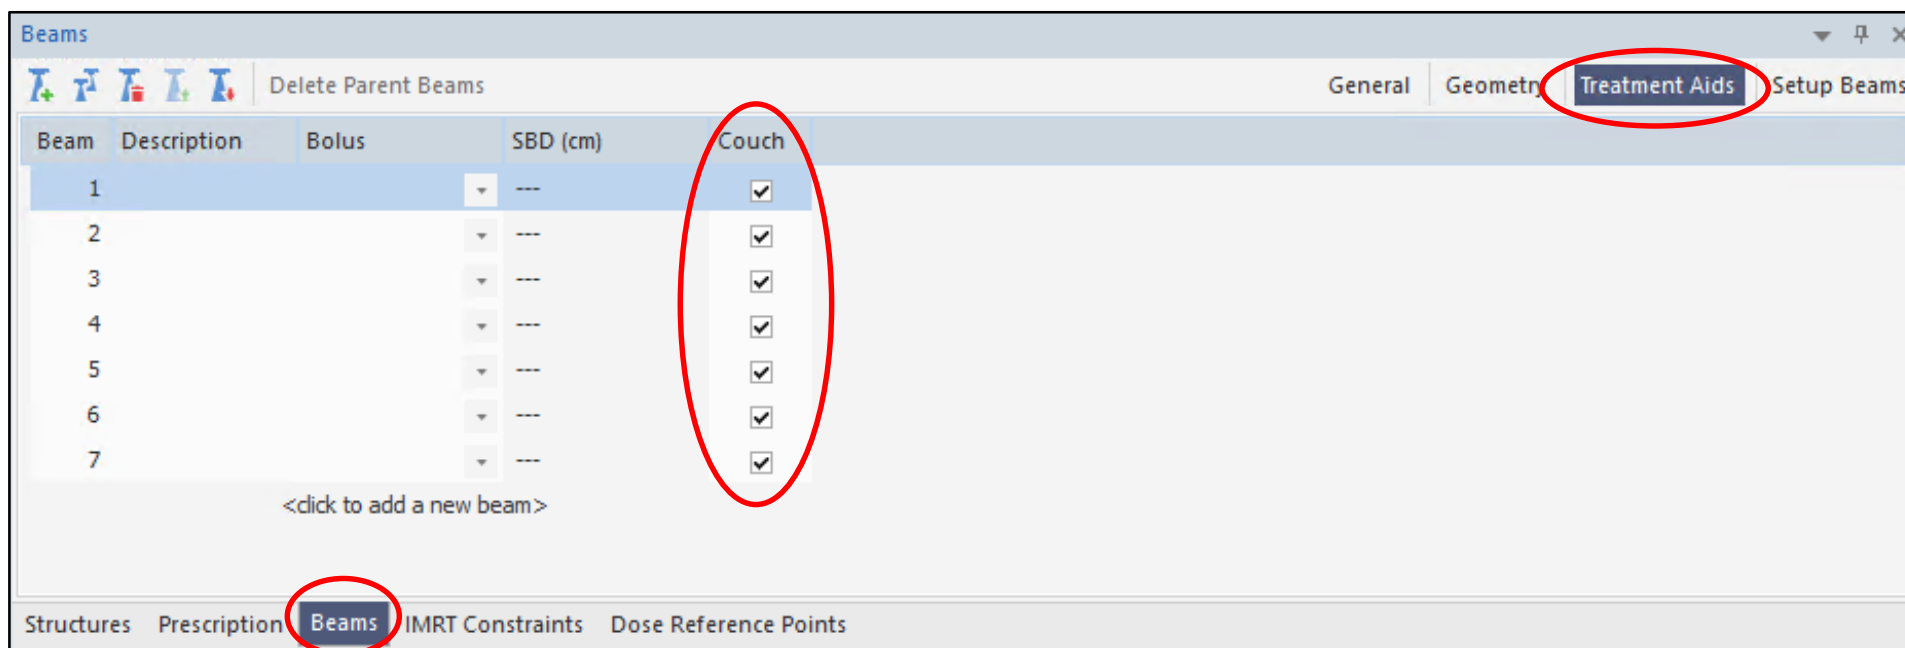 Beams
Delete Parent Beams General Geometry Treatment Aids Setup Beams
Beam Description Bolus SBD (cm) Couch
1 ---
2 ---
3 ---
4 ---
5 ---
6 ---
7 ---
<click to add a new beam>
Structures Prescription Beams IMRT Constraints Dose Reference Points